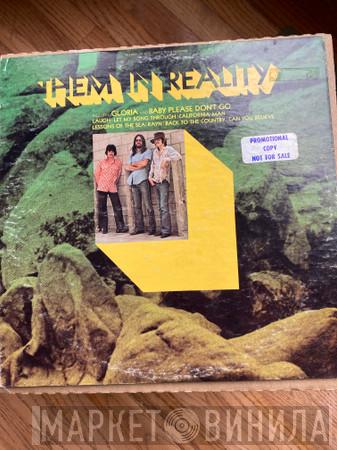 THEM IN REALITY
GLORIA BABY PLEASE DON'T GO
LAUGH/LET MY SONG THROUGH/CALIFORNIA MAN
LESSONS OF THE SEA/RAYN/BACK TO THE COUNTRY/CAN YOU BELIEVE
PROMOTIONAL
COPY
NOT FOR SALE
МАРКЕТ ВИНИЛА